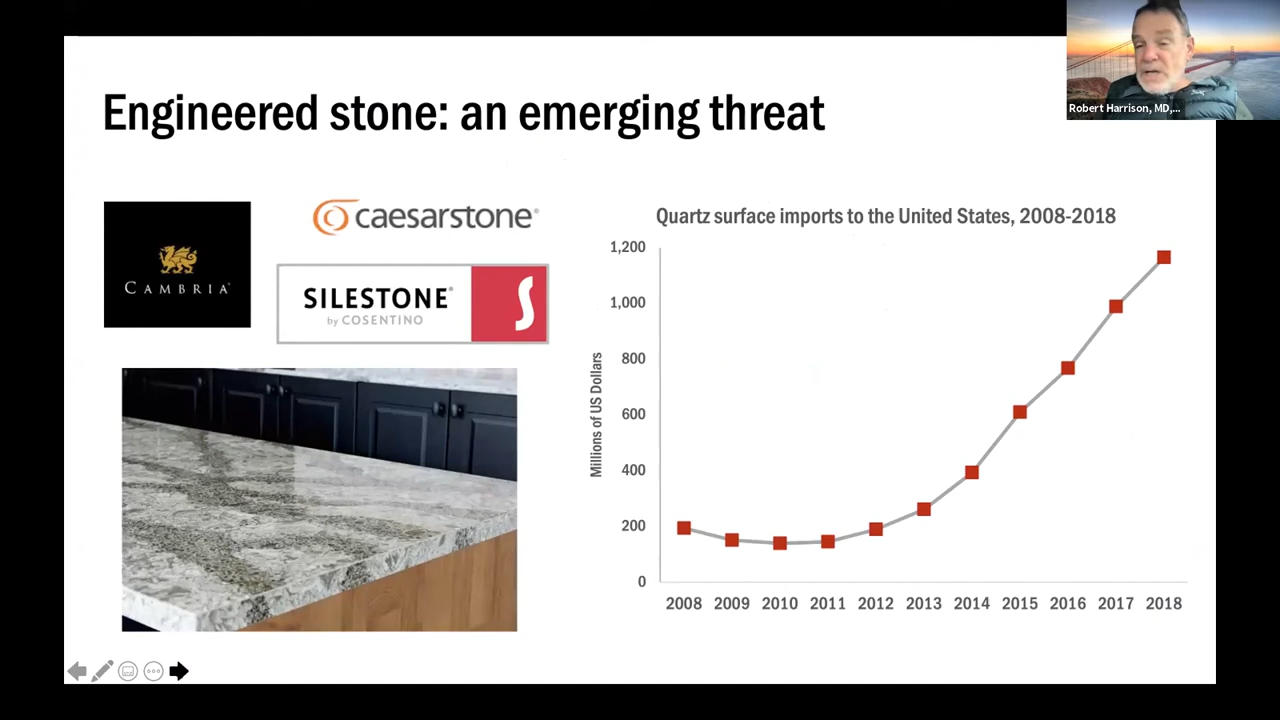 Engineered stone: an emerging threat
Robert Harrison, MD,...
CAMBRIA®
caesarstone®
SILESTONE®
by COSENTINO
S
Quartz surface imports to the United States, 2008-2018
Millions of US Dollars
1,200
1,000
800
600
400
200
0
2008 2009 2010 2011 2012 2013 2014 2015 2016 2017 2018